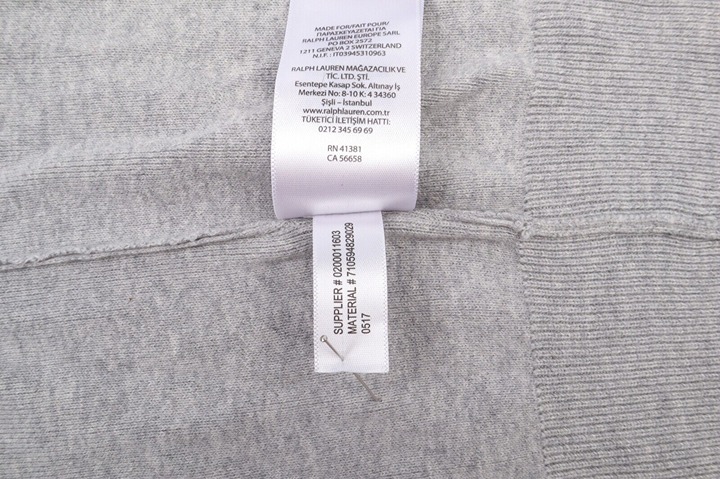 MADE FOR/FAIT POUR/
ΠΑΡΑΣΚΕΥΑΖΕΤΑΙ ΓΙΑ
RALPH LAUREN EUROPE SARL
PO BOX 2572
1211 GENEVA 2 SWITZERLAND
N.I.F. : IT03945310963
RALPH LAUREN MAĞAZACILIK VE
TİC. LTD. ŞTİ.
Esentepe Kasap Sok. Altınay İş
Merkezi No: 8-10 K: 4 34360
Şişli – İstanbul
www.ralphlauren.com.tr
TÜKETİCİ İLETİŞİM HATTI:
0212 345 69 69
RN 41381
CA 56658
SUPPLIER # 0200011603
MATERIAL # 710594829029
0517